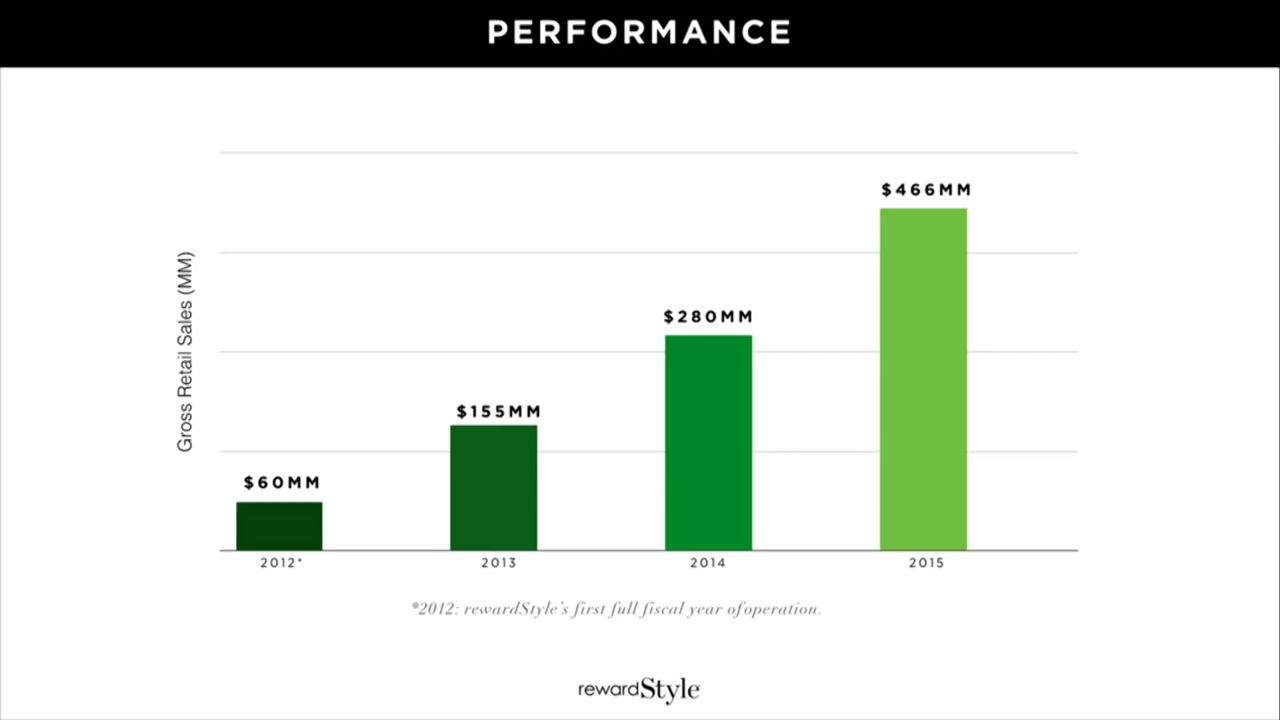 PERFORMANCE
$466MM
$280MM
$155MM
$60MM
Gross Retail Sales (MM)
2012* 2013 2014 2015
*2012: rewardStyle's first full fiscal year of operation.
rewardStyle